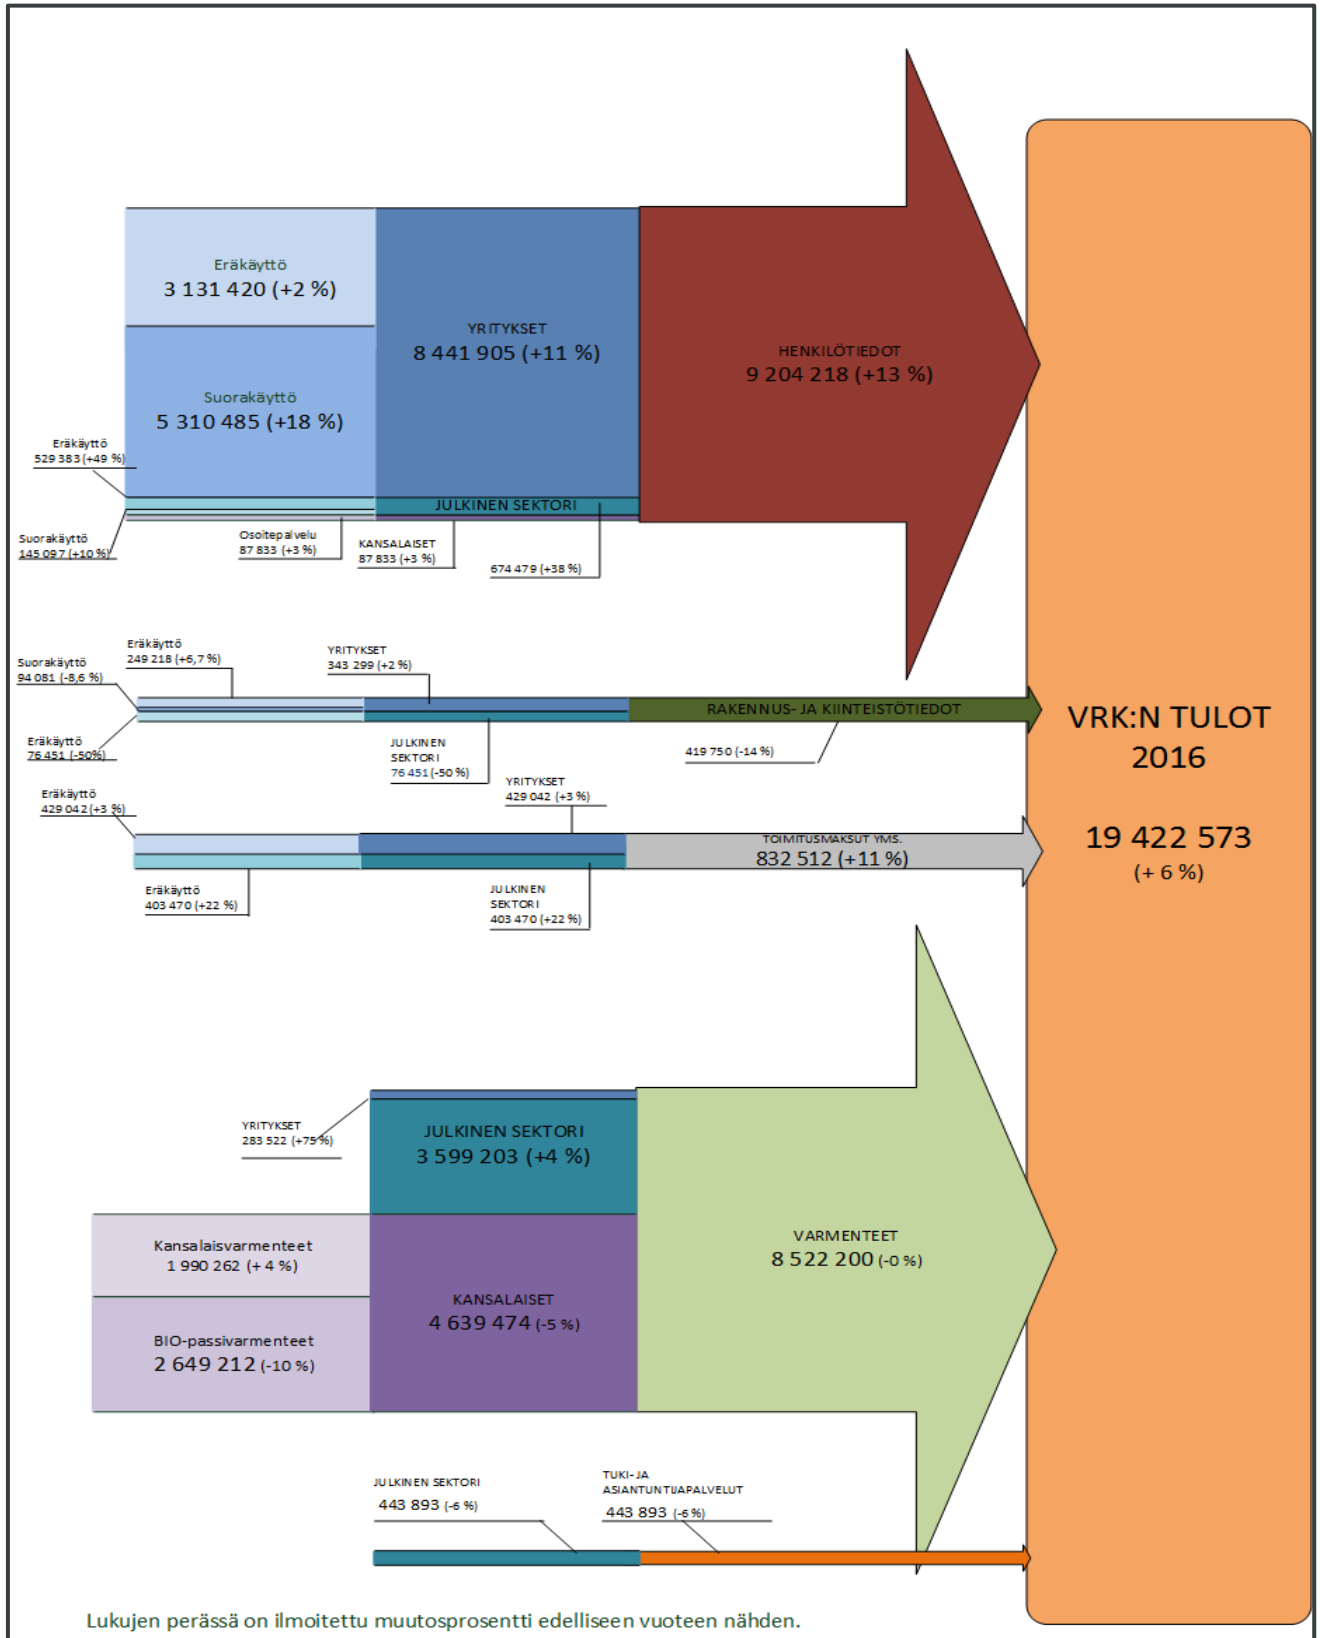 Eräkäyttö
3 131 420 (+2 %)
YRITYKSET
8 441 905 (+11 %)
HENKILÖTIEDOT
9 204 218 (+13 %)
Suorakäyttö
5 310 485 (+18 %)
Eräkäyttö
529 383 (+49 %)
JULKINEN SEKTORI
Suorakäyttö
145 097 (+10 %)
Osoitepalvelu
87 833 (+3 %)
KANSALAISET
87 833 (+3 %)
674 479 (+38 %)
Eräkäyttö
249 218 (+6,7 %)
YRITYKSET
343 299 (+2 %)
Suorakäyttö
94 081 (-8,6 %)
RAKENNUS- JA KIINTEISTÖTIEDOT
Eräkäyttö
76 451 (-50%)
JULKINEN
SEKTORI
76 451 (-50 %)
419 750 (-14 %)
VRK:N TULOT
2016
19 422 573
(+ 6 %)
Eräkäyttö
429 042 (+3 %)
YRITYKSET
429 042 (+3 %)
TOIMITUSMAKSUT YMS.
832 512 (+11 %)
Eräkäyttö
403 470 (+22 %)
JULKINEN
SEKTORI
403 470 (+22 %)
YRITYKSET
283 522 (+75 %)
JULKINEN SEKTORI
3 599 203 (+4 %)
Kansalaisvarmenteet
1 990 262 (+ 4 %)
VARMENTEET
8 522 200 (-0 %)
KANSALAISET
4 639 474 (-5 %)
BIO-passivarmenteet
2 649 212 (-10 %)
JULKINEN SEKTORI
443 893 (-6 %)
TUKI- JA
ASIANTUNTIJAPALVELUT
443 893 (-6 %)
Lukujen perässä on ilmoitettu muutosprosentti edelliseen vuoteen nähden.